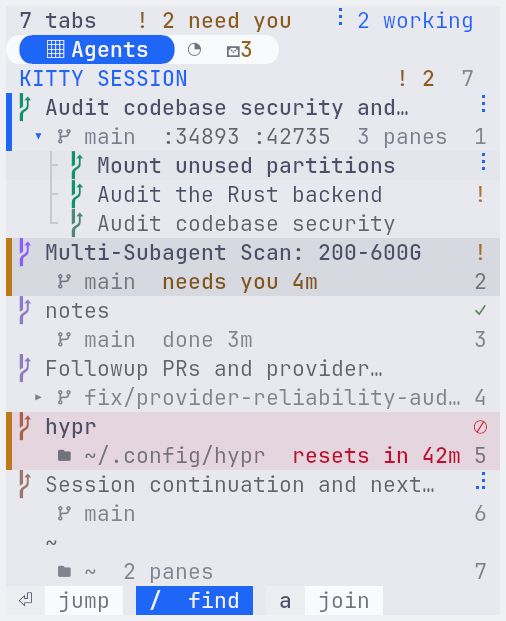 7 tabs ! 2 need you 2 working
Agents 3
KITTY SESSION ! 2 7
Audit codebase security and…
main :34893 :42735 3 panes 1
Mount unused partitions
Audit the Rust backend !
Audit codebase security
Multi-Subagent Scan: 200-600G !
main needs you 4m 2
notes ✓
main done 3m 3
Followup PRs and provider…
fix/provider-reliability-aud… 4
hypr
~/.config/hypr resets in 42m 5
Session continuation and next…
main 6
~
~ 2 panes 7
⏎ jump / find a join